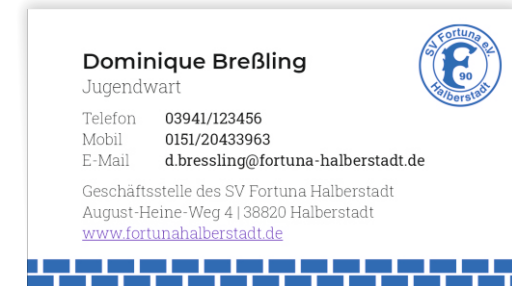 SV Fortuna e.V.
F
90
Halberstadt
Dominique Breßling
Jugendwart
Telefon 03941/123456
Mobil 0151/20433963
E-Mail d.bressling@fortuna-halberstadt.de
Geschäftsstelle des SV Fortuna Halberstadt
August-Heine-Weg 4 | 38820 Halberstadt
www.fortunahalberstadt.de